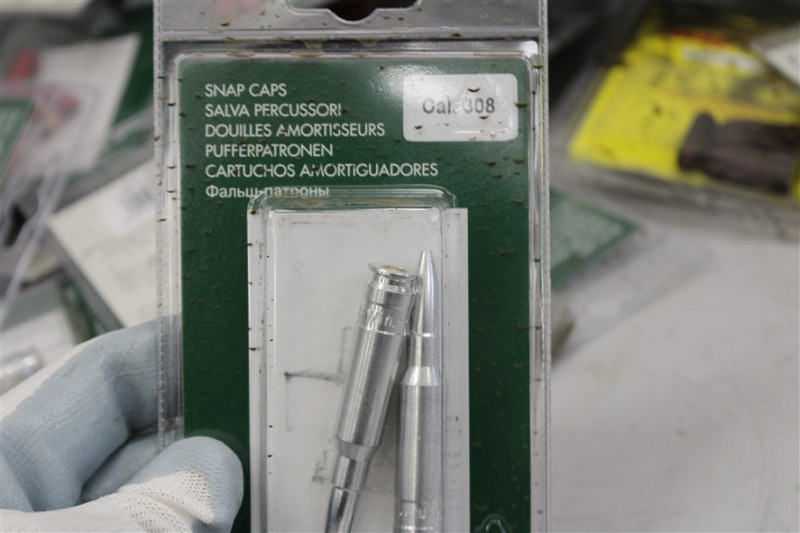 SNAP CAPS
SALVA PERCUSSORI
DOUILLES AMORTISSEURS
PUFFERPATRONEN
CARTUCHOS AMORTIGUADORES
Фальш-патроны
Cal. 308